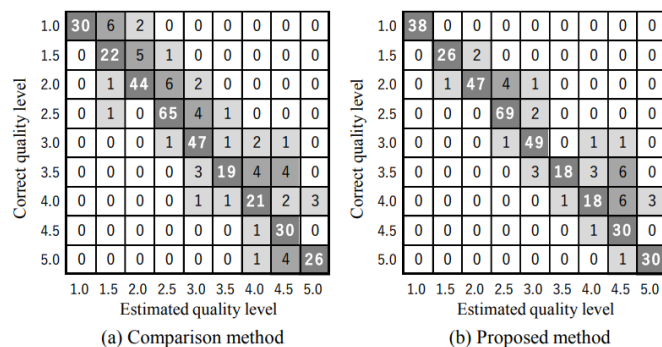 1.0 30 6 2 0 0 0 0 0 0 1.0 38 0 0 0 0 0 0 0 0
1.5 0 22 5 1 0 0 0 0 0 1.5 0 26 2 0 0 0 0 0 0
2.0 0 1 44 6 2 0 0 0 0 2.0 0 1 47 4 1 0 0 0 0
2.5 0 1 0 65 4 1 0 0 0 2.5 0 0 0 69 2 0 0 0 0
3.0 0 0 0 1 47 1 2 1 0 3.0 0 0 0 1 49 0 1 1 0
3.5 0 0 0 0 3 19 4 4 0 3.5 0 0 0 0 3 18 3 6 0
4.0 0 0 0 0 1 1 21 2 3 4.0 0 0 0 0 0 1 18 6 3
4.5 0 0 0 0 0 0 1 30 0 4.5 0 0 0 0 0 0 1 30 0
5.0 0 0 0 0 0 0 1 4 26 5.0 0 0 0 0 0 0 0 1 30
Correct quality level Correct quality level
1.0 1.5 2.0 2.5 3.0 3.5 4.0 4.5 5.0 1.0 1.5 2.0 2.5 3.0 3.5 4.0 4.5 5.0
Estimated quality level Estimated quality level
(a) Comparison method (b) Proposed method